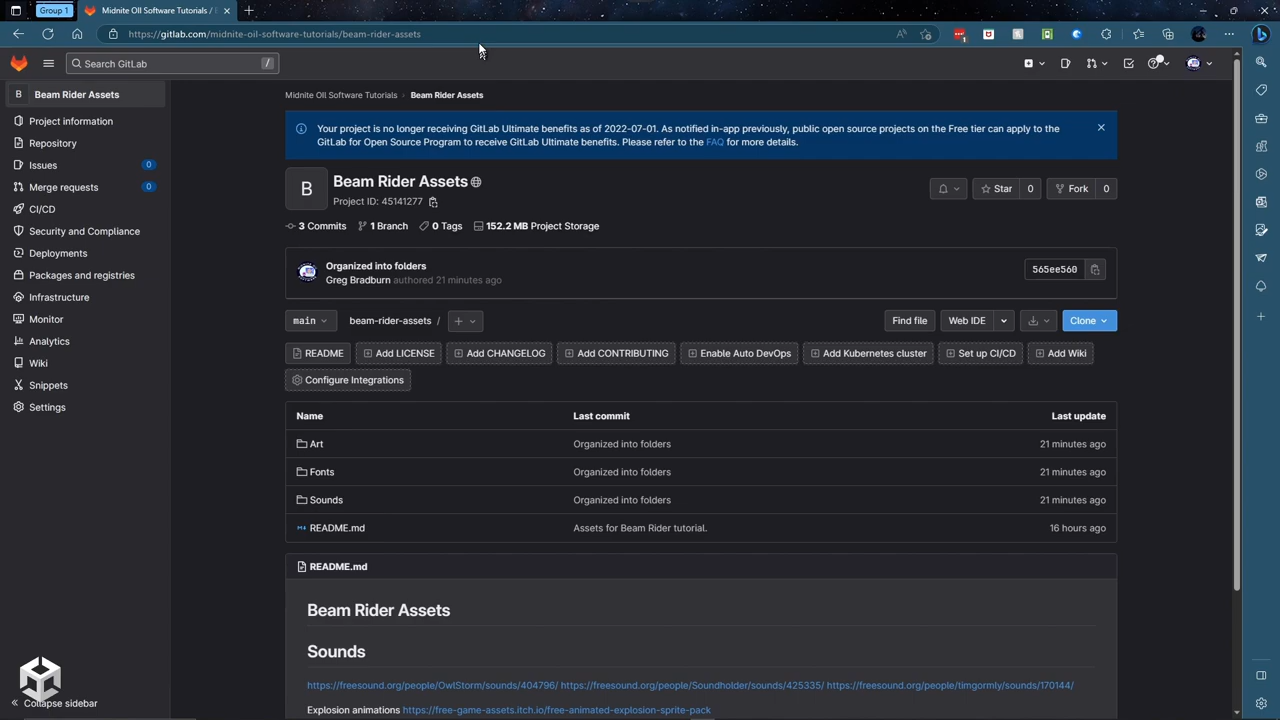 Group 1
Midnite OIl Software Tutorials /
https://gitlab.com/midnite-oil-software-tutorials/beam-rider-assets
Search GitLab
/
B Beam Rider Assets
Project information
Repository
Issues 0
Merge requests 0
CI/CD
Security and Compliance
Deployments
Packages and registries
Infrastructure
Monitor
Analytics
Wiki
Snippets
Settings
Collapse sidebar
Midnite OIl Software Tutorials Beam Rider Assets
Your project is no longer receiving GitLab Ultimate benefits as of 2022-07-01. As notified in-app previously, public open source projects on the Free tier can apply to the
GitLab for Open Source Program to receive GitLab Ultimate benefits. Please refer to the FAQ for more details.
B
Beam Rider Assets
Project ID: 45141277
Star 0 Fork 0
3 Commits 1 Branch 0 Tags 152.2 MB Project Storage
Organized into folders
Greg Bradburn authored 21 minutes ago
565ee560
main beam-rider-assets / + Find file Web IDE Clone
README Add LICENSE Add CHANGELOG Add CONTRIBUTING Enable Auto DevOps Add Kubernetes cluster Set up CI/CD Add Wiki
Configure Integrations
Name Last commit Last update
Art Organized into folders 21 minutes ago
Fonts Organized into folders 21 minutes ago
Sounds Organized into folders 21 minutes ago
README.md Assets for Beam Rider tutorial. 16 hours ago
README.md
Beam Rider Assets
Sounds
https://freesound.org/people/OwlStorm/sounds/404796/ https://freesound.org/people/Soundholder/sounds/425335/ https://freesound.org/people/timgormly/sounds/170144/
Explosion animations https://free-game-assets.itch.io/free-animated-explosion-sprite-pack